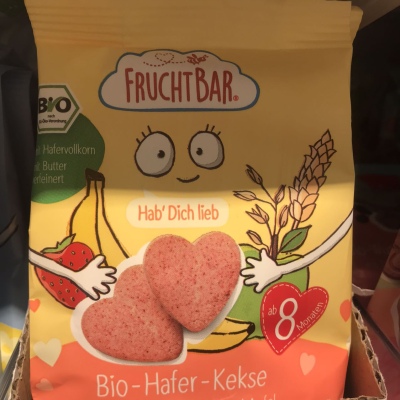 FRUCHTBAR®
BIO
Hafervollkorn
Butter
Hab' Dich lieb
ab
8
Monaten
Bio-Hafer-Kekse